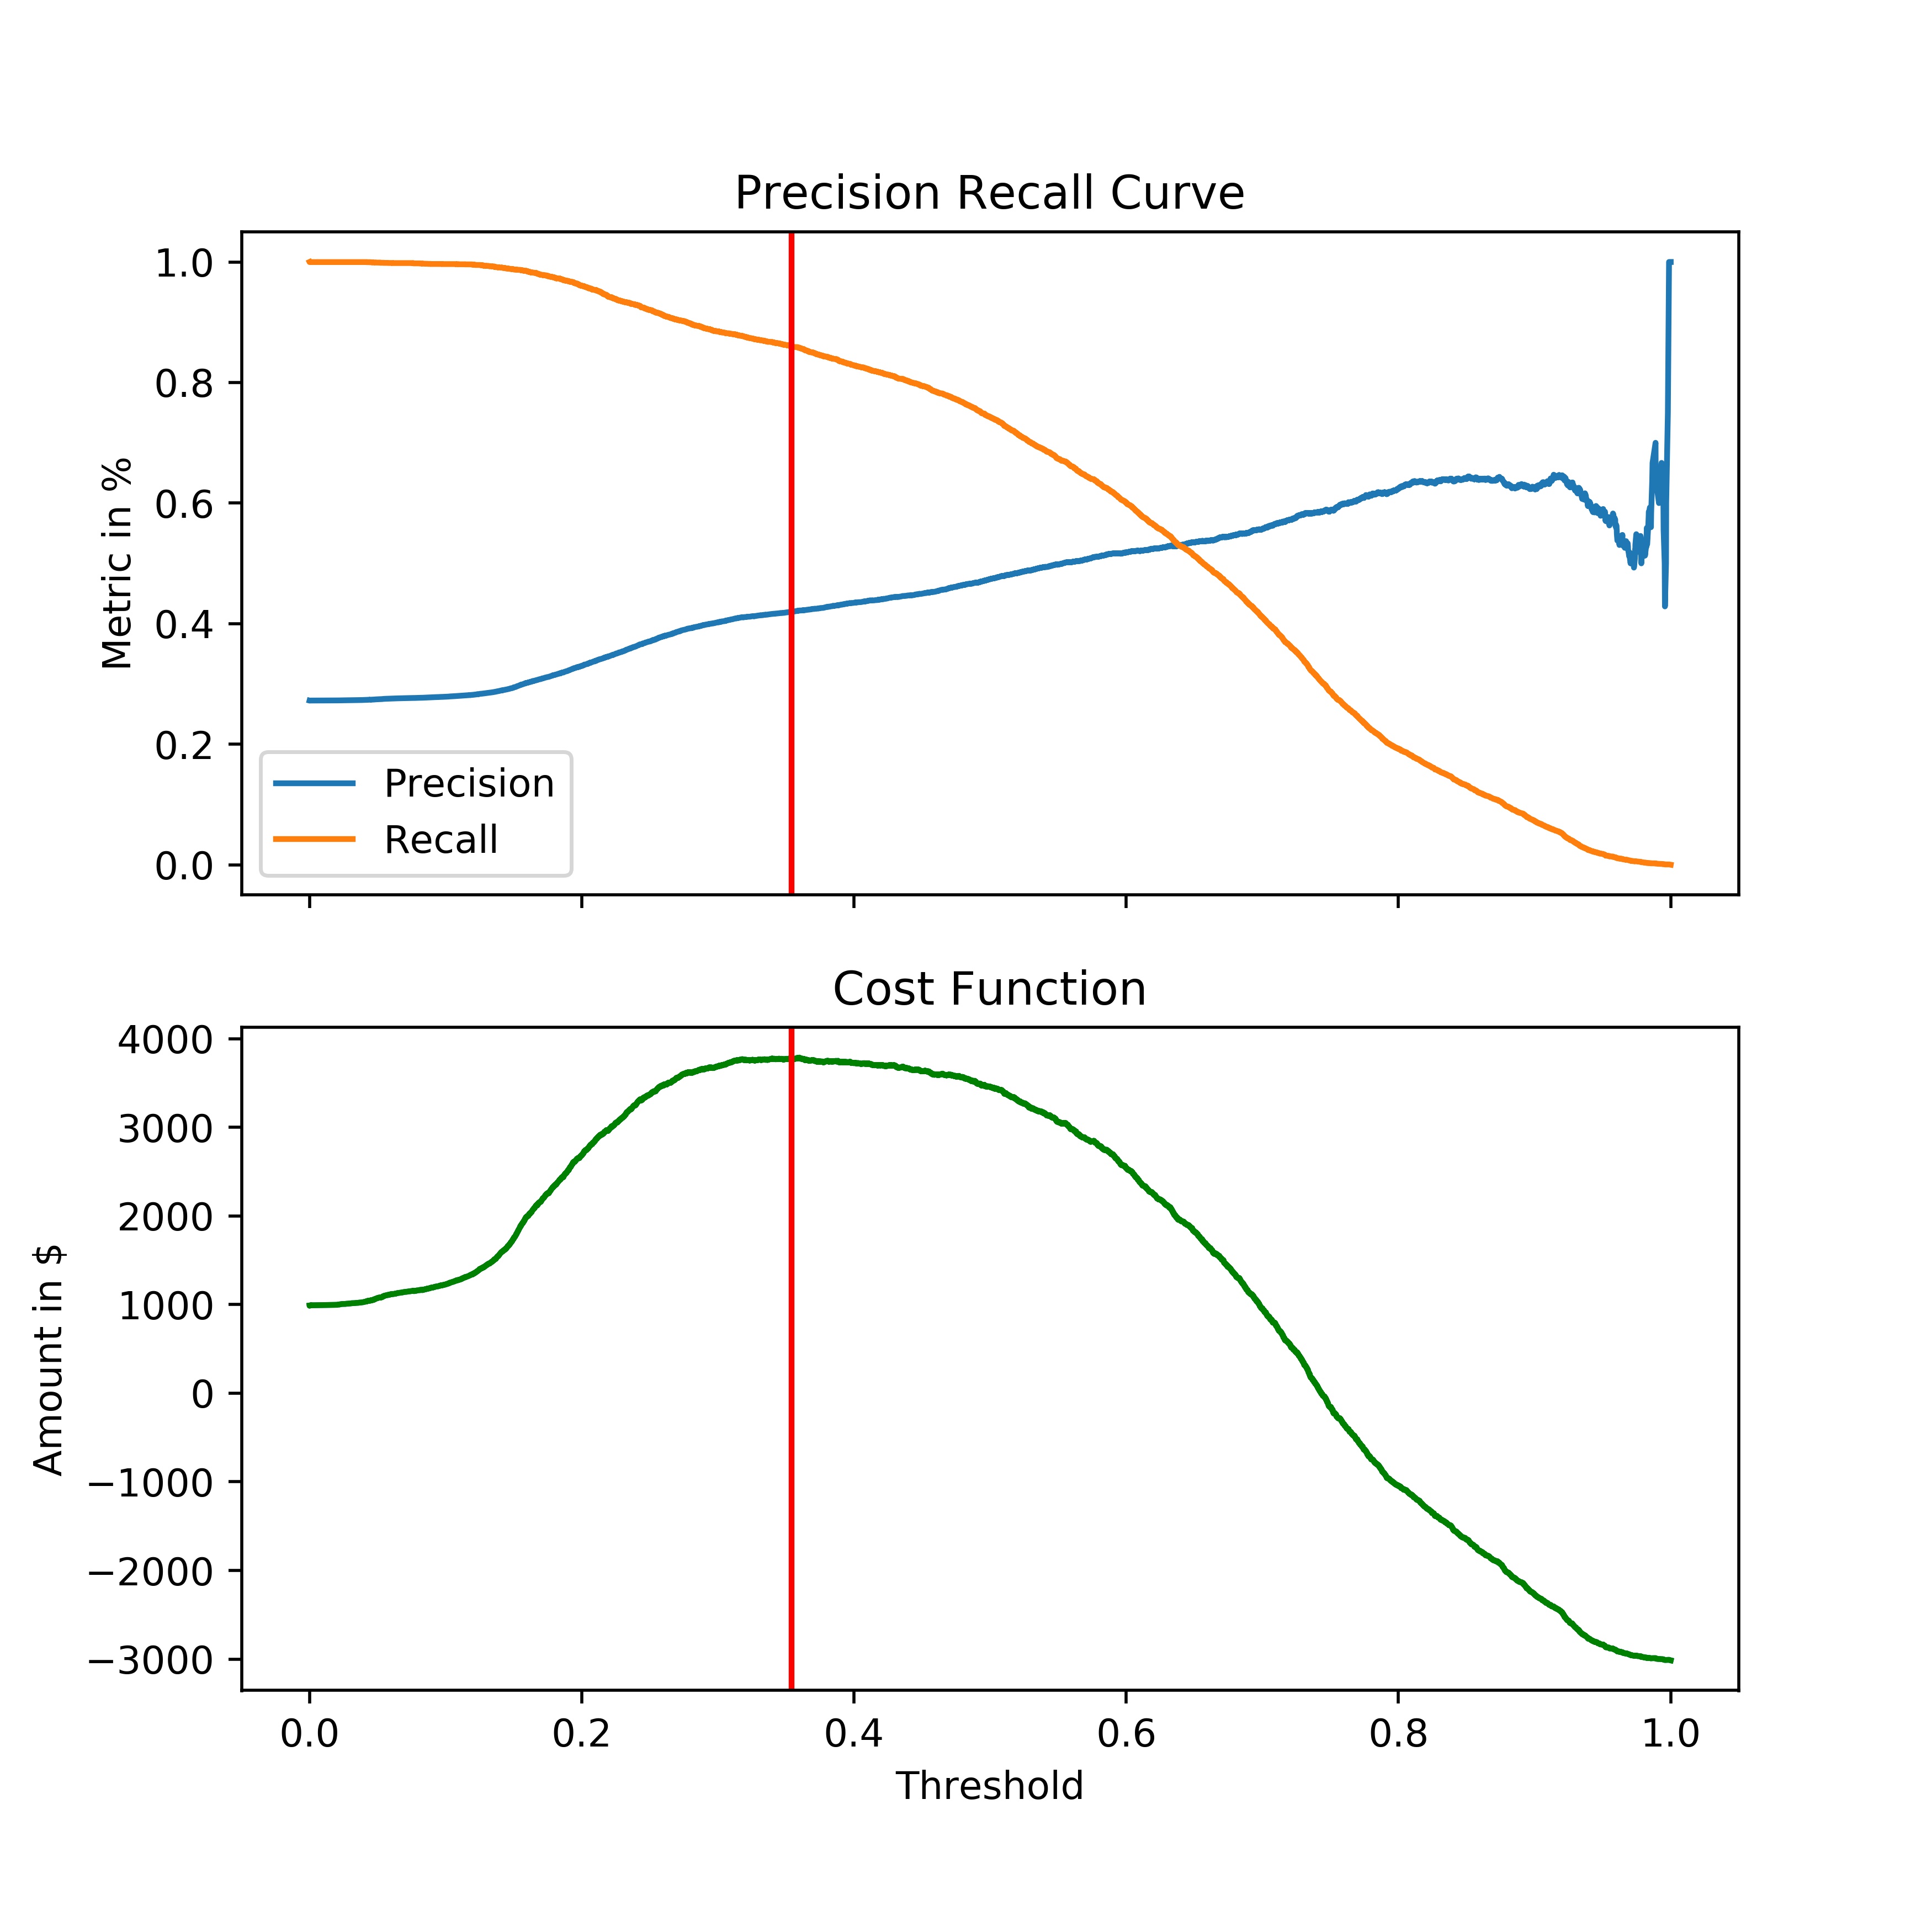 Precision Recall Curve
1.0
0.8
0.6
0.4
0.2
0.0
Metric in %
Precision
Recall
Cost Function
4000
3000
2000
1000
0
−1000
−2000
−3000
Amount in $
0.0 0.2 0.4 0.6 0.8 1.0
Threshold